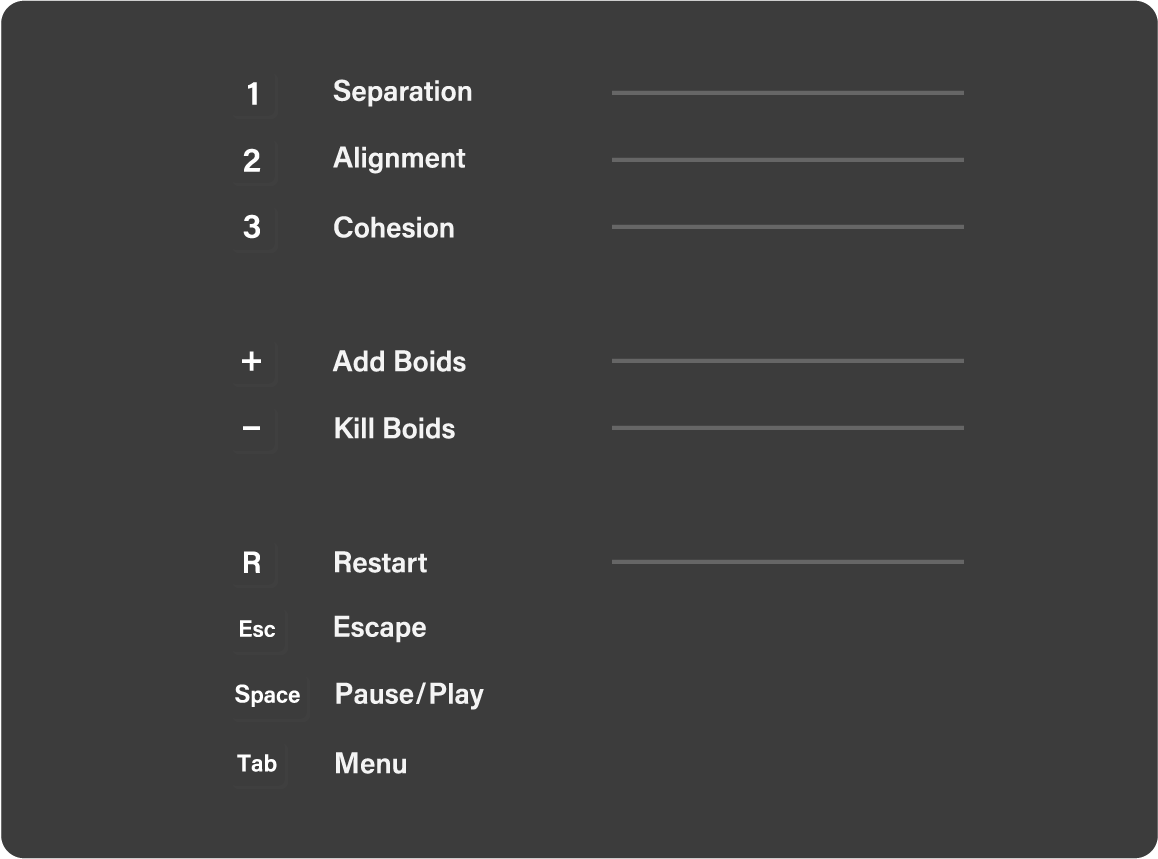 1 Separation
2 Alignment
3 Cohesion
+ Add Boids
− Kill Boids
R Restart
Esc Escape
Space Pause/Play
Tab Menu